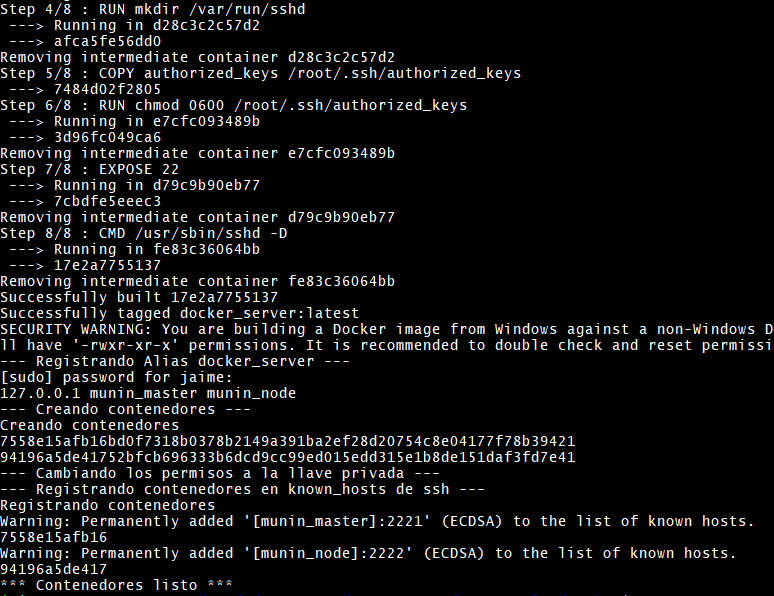 Step 4/8 : RUN mkdir /var/run/sshd
 ---> Running in d28c3c2c57d2
 ---> afca5fe56dd0
Removing intermediate container d28c3c2c57d2
Step 5/8 : COPY authorized_keys /root/.ssh/authorized_keys
 ---> 7484d02f2805
Step 6/8 : RUN chmod 0600 /root/.ssh/authorized_keys
 ---> Running in e7cfc093489b
 ---> 3d96fc049ca6
Removing intermediate container e7cfc093489b
Step 7/8 : EXPOSE 22
 ---> Running in d79c9b90eb77
 ---> 7cbdfe5eeec3
Removing intermediate container d79c9b90eb77
Step 8/8 : CMD /usr/sbin/sshd -D
 ---> Running in fe83c36064bb
 ---> 17e2a7755137
Removing intermediate container fe83c36064bb
Successfully built 17e2a7755137
Successfully tagged docker_server:latest
SECURITY WARNING: You are building a Docker image from Windows against a non-Windows D
ll have '-rwxr-xr-x' permissions. It is recommended to double check and reset permissi
--- Registrando Alias docker_server ---
[sudo] password for jaime:
127.0.0.1 munin_master munin_node
--- Creando contenedores ---
Creando contenedores
7558e15afb16bd0f7318b0378b2149a391ba2ef28d20754c8e04177f78b39421
94196a5de41752bfcb696333b6dcd9cc99ed015edd315e1b8de151daf3fd7e41
--- Cambiando los permisos a la llave privada ---
--- Registrando contenedores en known_hosts de ssh ---
Registrando contenedores
Warning: Permanently added '[munin_master]:2221' (ECDSA) to the list of known hosts.
7558e15afb16
Warning: Permanently added '[munin_node]:2222' (ECDSA) to the list of known hosts.
94196a5de417
*** Contenedores listo ***